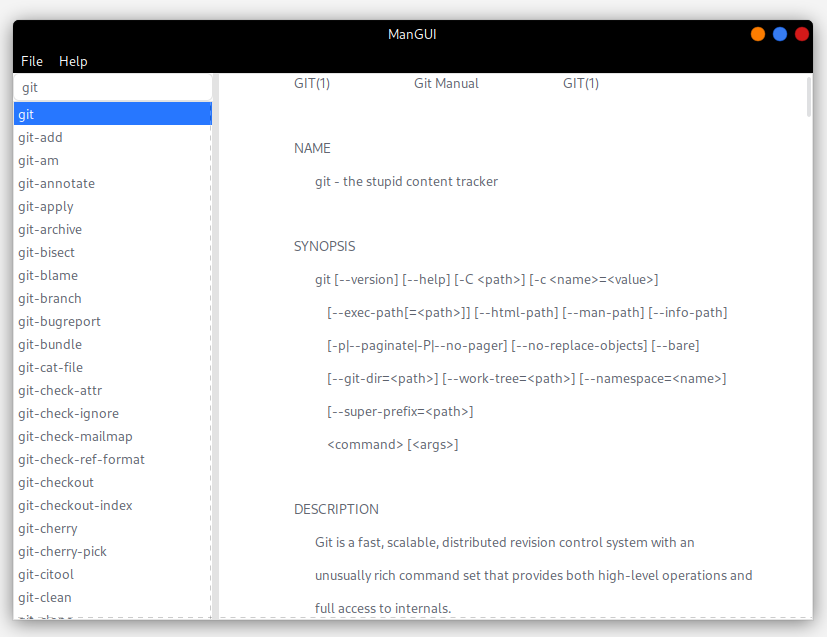 ManGUI
File Help
git
git
git-add
git-am
git-annotate
git-apply
git-archive
git-bisect
git-blame
git-branch
git-bugreport
git-bundle
git-cat-file
git-check-attr
git-check-ignore
git-check-mailmap
git-check-ref-format
git-checkout
git-checkout-index
git-cherry
git-cherry-pick
git-citool
git-clean
GIT(1) Git Manual GIT(1)
NAME
git - the stupid content tracker
SYNOPSIS
git [--version] [--help] [-C <path>] [-c <name>=<value>]
[--exec-path[=<path>]] [--html-path] [--man-path] [--info-path]
[-p|--paginate|-P|--no-pager] [--no-replace-objects] [--bare]
[--git-dir=<path>] [--work-tree=<path>] [--namespace=<name>]
[--super-prefix=<path>]
<command> [<args>]
DESCRIPTION
Git is a fast, scalable, distributed revision control system with an
unusually rich command set that provides both high-level operations and
full access to internals.